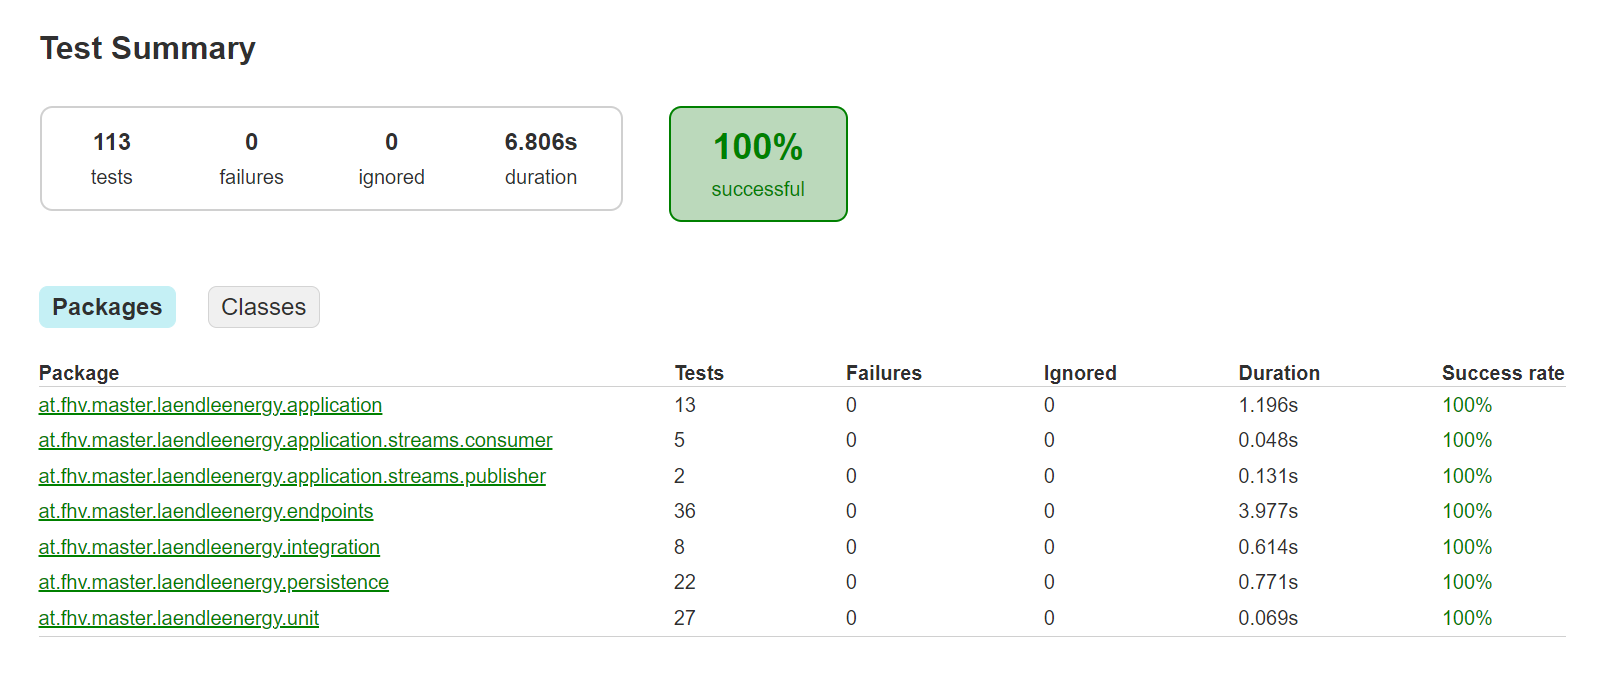 Test Summary
113 0 0 6.806s
tests failures ignored duration
100%
successful
Packages Classes
Package Tests Failures Ignored Duration Success rate
at.fhv.master.laendleenergy.application 13 0 0 1.196s 100%
at.fhv.master.laendleenergy.application.streams.consumer 5 0 0 0.048s 100%
at.fhv.master.laendleenergy.application.streams.publisher 2 0 0 0.131s 100%
at.fhv.master.laendleenergy.endpoints 36 0 0 3.977s 100%
at.fhv.master.laendleenergy.integration 8 0 0 0.614s 100%
at.fhv.master.laendleenergy.persistence 22 0 0 0.771s 100%
at.fhv.master.laendleenergy.unit 27 0 0 0.069s 100%